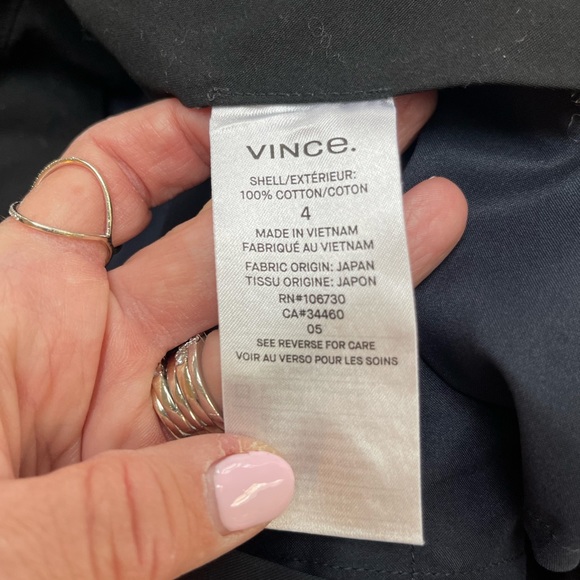 VINCe.
SHELL/EXTÉRIEUR:
100% COTTON/COTON
4
MADE IN VIETNAM
FABRIQUÉ AU VIETNAM
FABRIC ORIGIN: JAPAN
TISSU ORIGINE: JAPON
RN#106730
CA#34460
05
SEE REVERSE FOR CARE
VOIR AU VERSO POUR LES SOINS